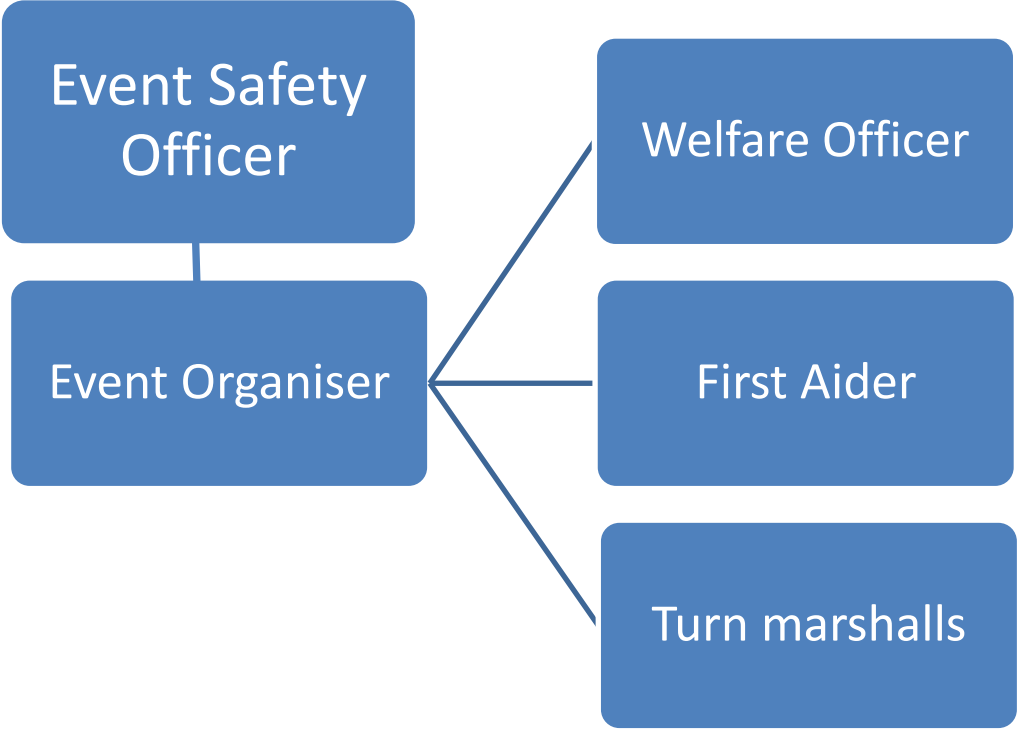 Event Safety
Officer
Event Organiser
Welfare Officer
First Aider
Turn marshalls